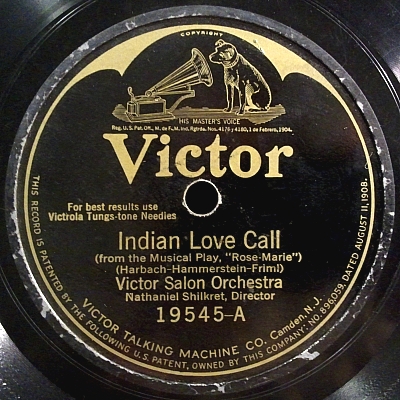 HIS MASTER'S VOICE
Reg. U.S. Pat. Off., M. de F., M. Ind. Rgtrda. Nos. 4176 y 4180, 1 de Febrero, 1904.
Victor
For best results use
Victrola Tungs-tone Needies
Indian Love Call
(from the Musical Play, "Rose-Marie")
(Harbach-Hammerstein-Friml)
Victor Salon Orchestra
Nathaniel Shilkret, Director
19545-A
THIS RECORD IS PATENTED BY THE FOLLOWING U.S. PATENT, OWNED BY THIS COMPANY: NO. 896059, DATED AUGUST 11, 1908.
VICTOR TALKING MACHINE CO. Camden, N.J.